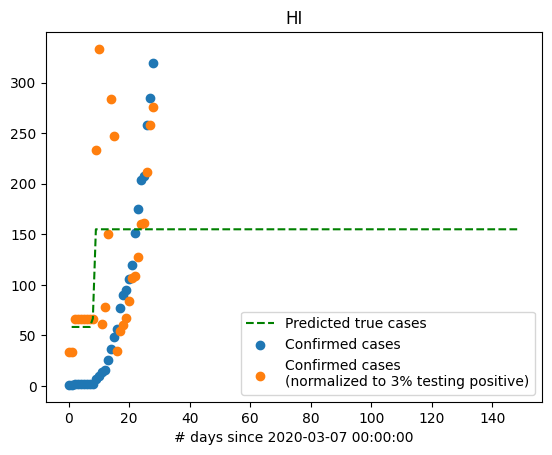 HI
300
250
200
150
100
50
0
Predicted true cases
Confirmed cases
Confirmed cases
(normalized to 3% testing positive)
0 20 40 60 80 100 120 140
# days since 2020-03-07 00:00:00